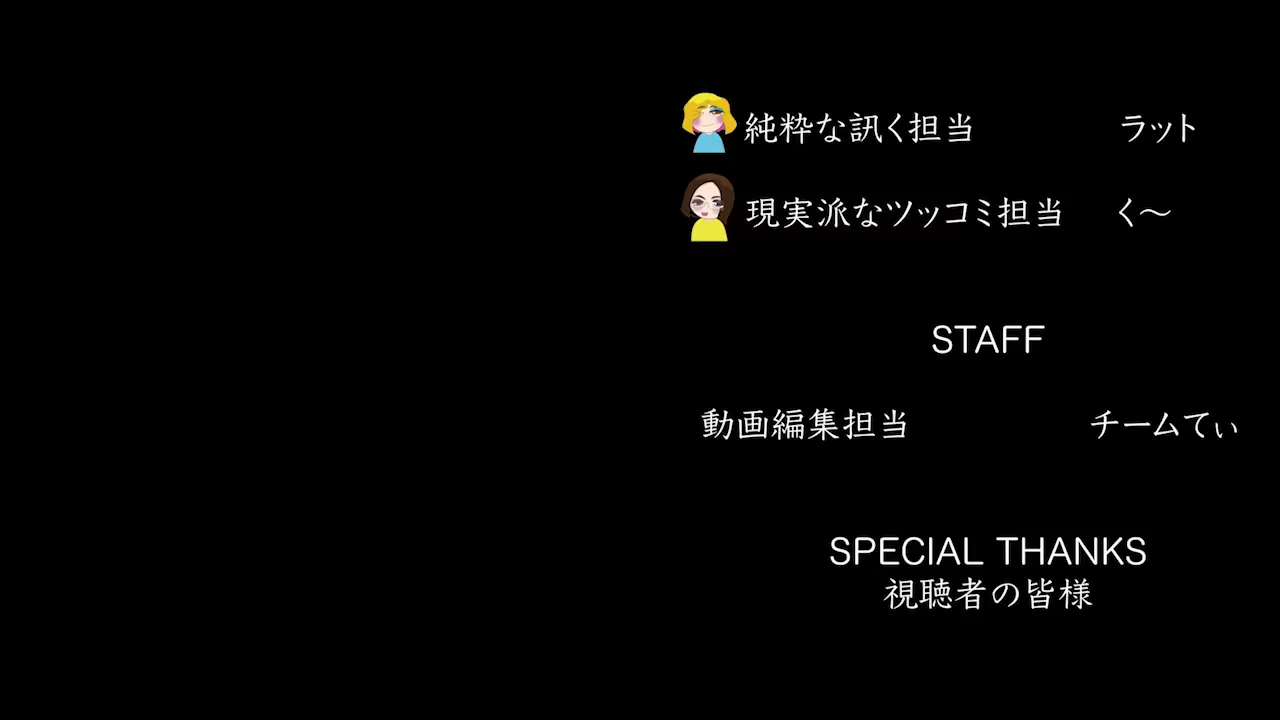 純粋な訊く担当 ラット
現実派なツッコミ担当 く〜
STAFF
動画編集担当 チームてぃ
SPECIAL THANKS
視聴者の皆様